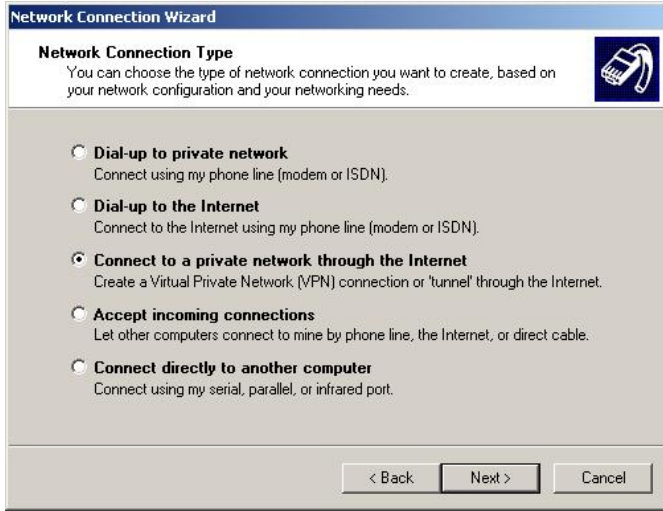 Network Connection Wizard
Network Connection Type
You can choose the type of network connection you want to create, based on
your network configuration and your networking needs.
Dial-up to private network
Connect using my phone line (modem or ISDN).
Dial-up to the Internet
Connect to the Internet using my phone line (modem or ISDN).
Connect to a private network through the Internet
Create a Virtual Private Network (VPN) connection or 'tunnel' through the Internet.
Accept incoming connections
Let other computers connect to mine by phone line, the Internet, or direct cable.
Connect directly to another computer
Connect using my serial, parallel, or infrared port.
< Back Next > Cancel